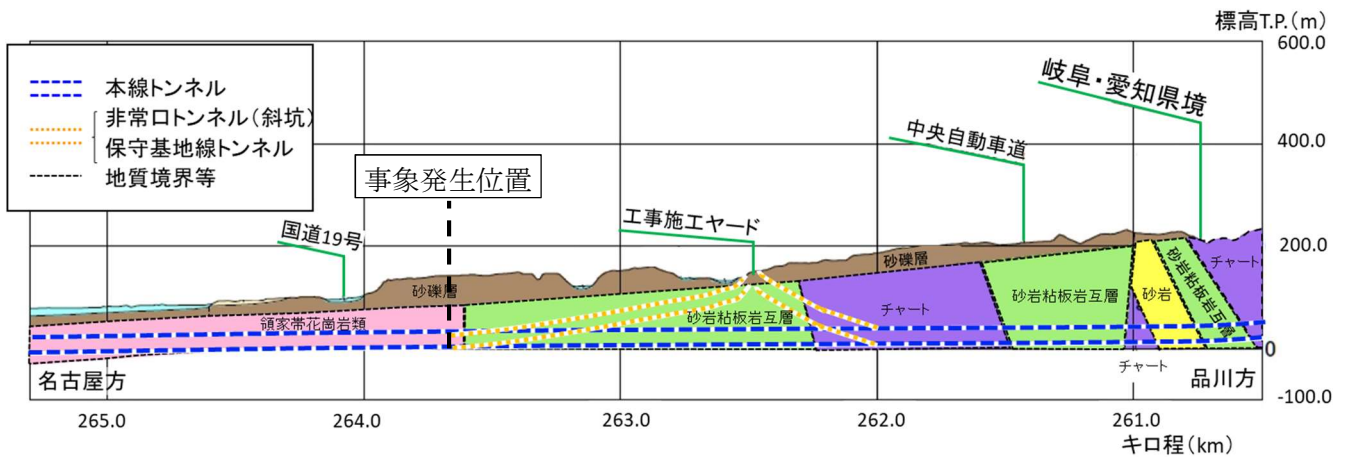 標高T.P.(m)
600.0
本線トンネル
非常口トンネル(斜坑)
保守基地線トンネル
地質境界等
岐阜・愛知県境
中央自動車道
400.0
事象発生位置
国道19号
工事施工ヤード
200.0
砂礫層
砂礫層
チャート
砂岩粘板岩互層
領家帯花崗岩類
砂岩粘板岩互層
チャート
砂岩粘板岩互層
砂岩
0
チャート
名古屋方
品川方
-100.0
265.0
264.0
263.0
262.0
261.0
キロ程(km)